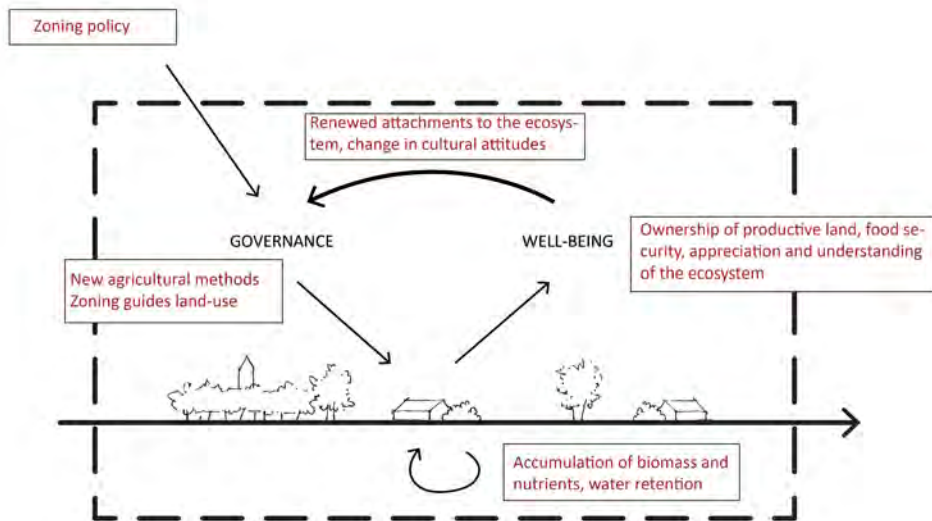 Zoning policy
Renewed attachments to the ecosys-
tem, change in cultural attitudes
GOVERNANCE
WELL-BEING
Ownership of productive land, food se-
curity, appreciation and understanding
of the ecosystem
New agricultural methods
Zoning guides land-use
Accumulation of biomass and
nutrients, water retention